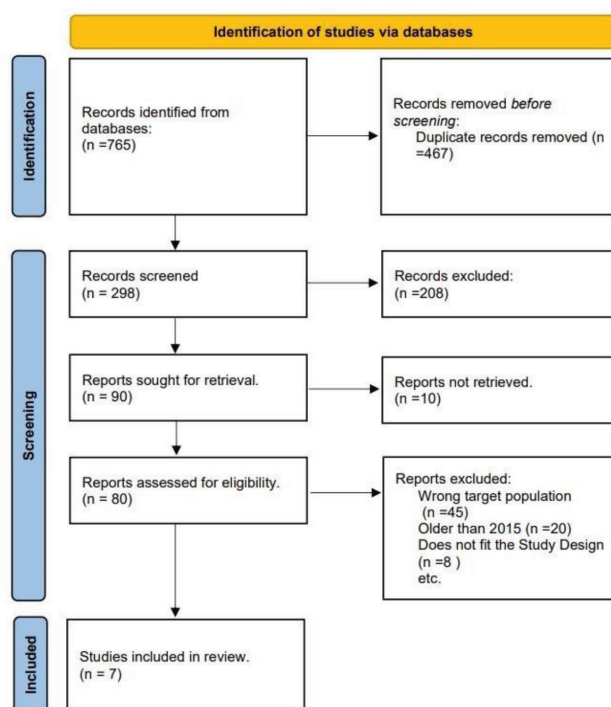 Identification of studies via databases
Identification
Records identified from
databases:
(n =765)
Records removed before
screening:
Duplicate records removed (n
=467)
Screening
Records screened
(n = 298)
Records excluded:
(n =208)
Reports sought for retrieval.
(n = 90)
Reports not retrieved.
(n =10)
Reports assessed for eligibility.
(n = 80)
Reports excluded:
Wrong target population
(n =45)
Older than 2015 (n =20)
Does not fit the Study Design
(n =8 )
etc.
Included
Studies included in review.
(n = 7)